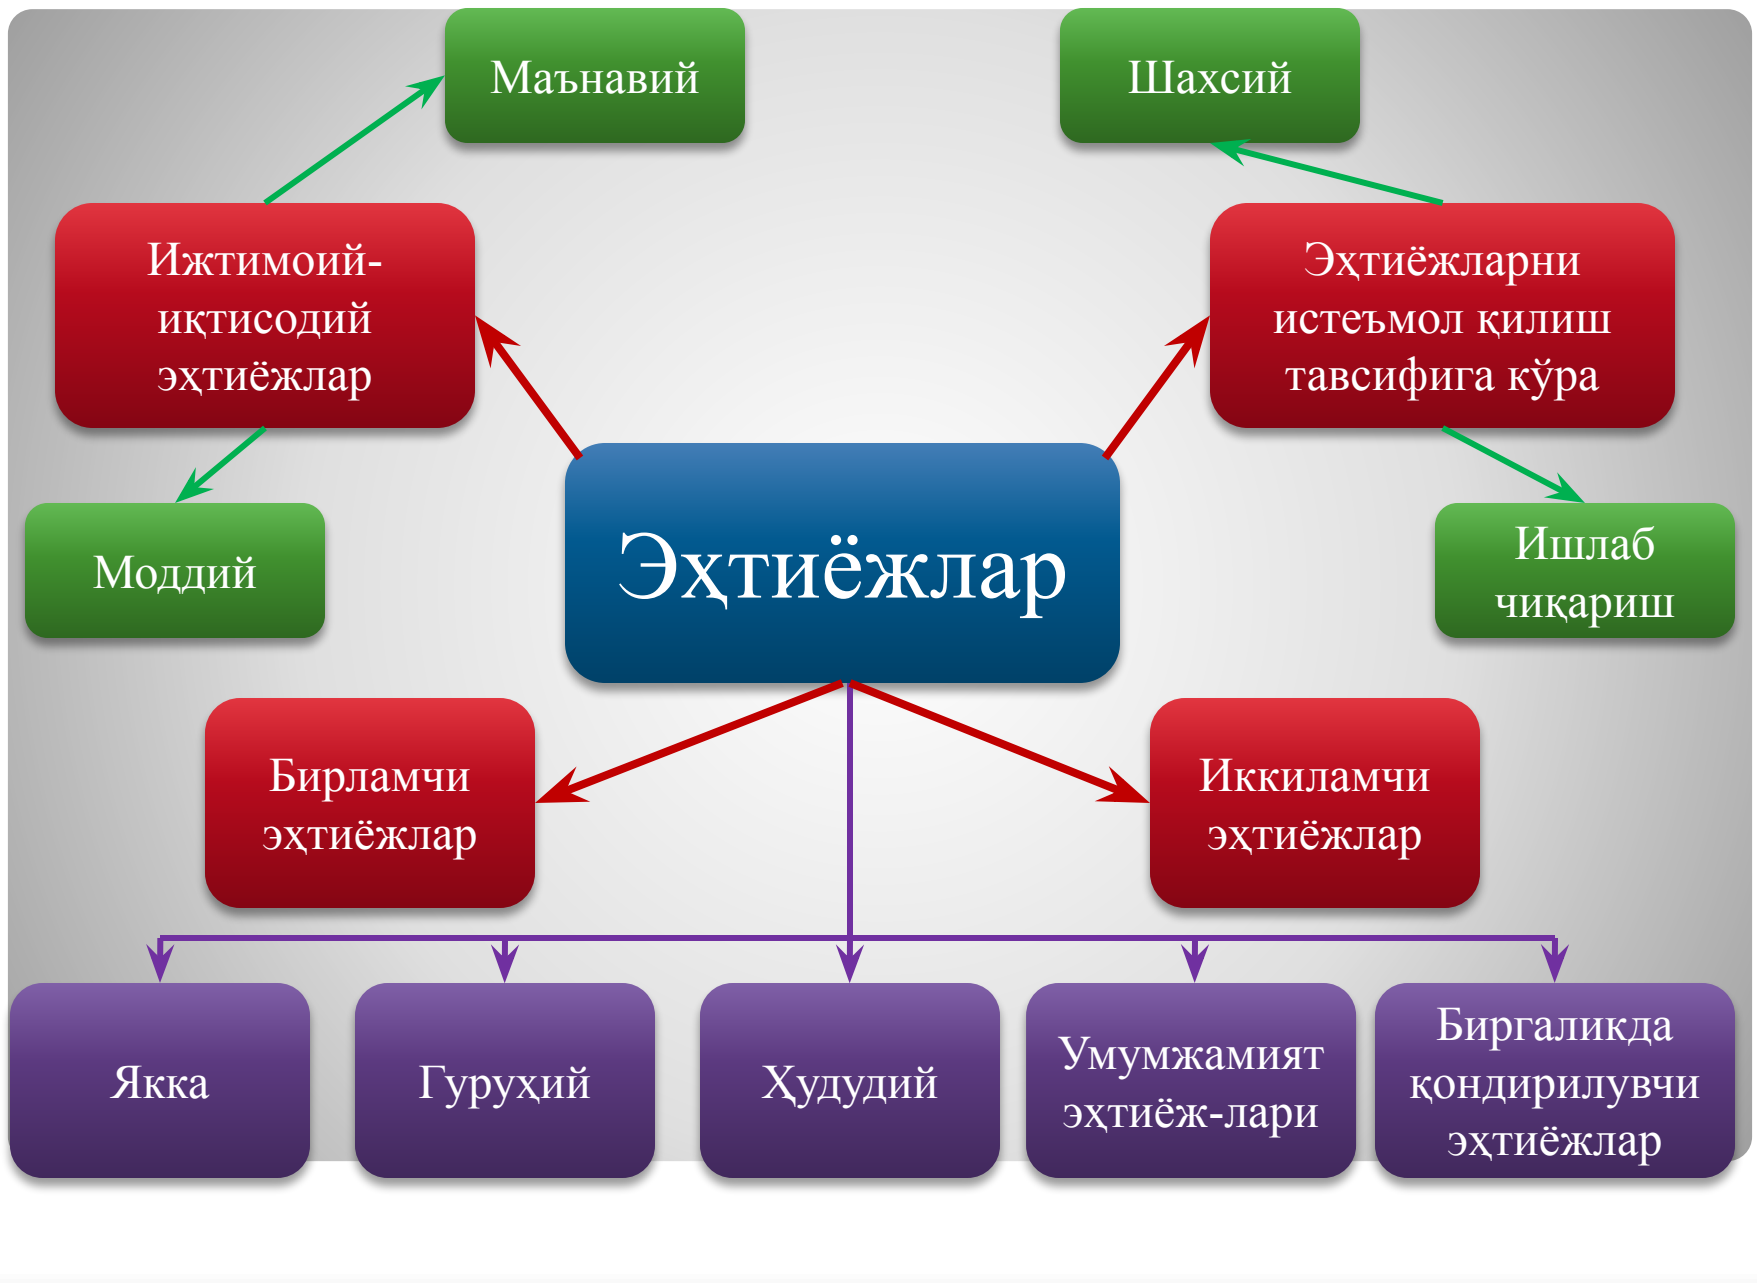 Маънавий
Шахсий
Ижтимоий-
иқтисодий
эҳтиёжлар
Эҳтиёжларни
истеъмол қилиш
тавсифига кўра
Моддий
Эҳтиёжлар
Ишлаб
чиқариш
Бирламчи
эҳтиёжлар
Иккиламчи
эҳтиёжлар
Якка
Гуруҳий
Ҳудудий
Умумжамият
эҳтиёж-лари
Биргаликда
қондирилувчи
эҳтиёжлар